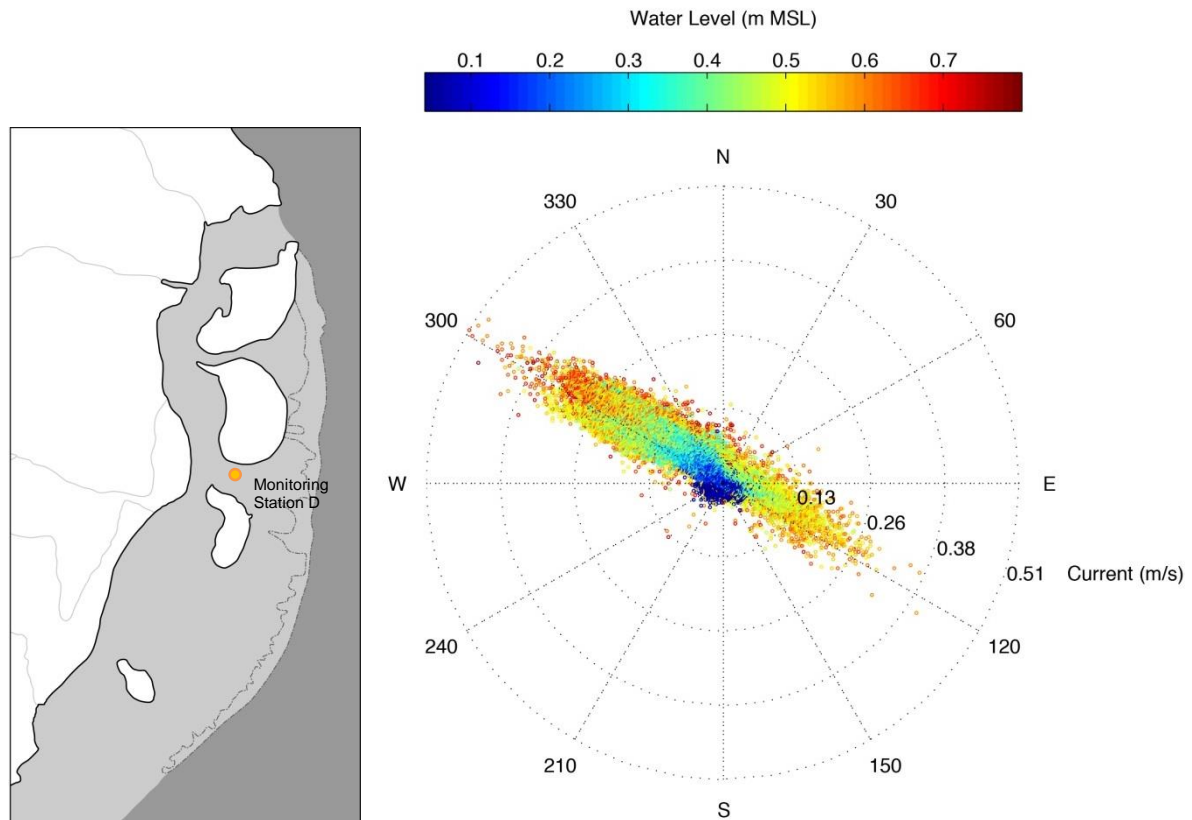 Water Level (m MSL)
0.1 0.2 0.3 0.4 0.5 0.6 0.7
N
330 30
300 60
W E
Monitoring
Station D
0.13
0.26
0.38
0.51 Current (m/s)
240 120
210 150
S